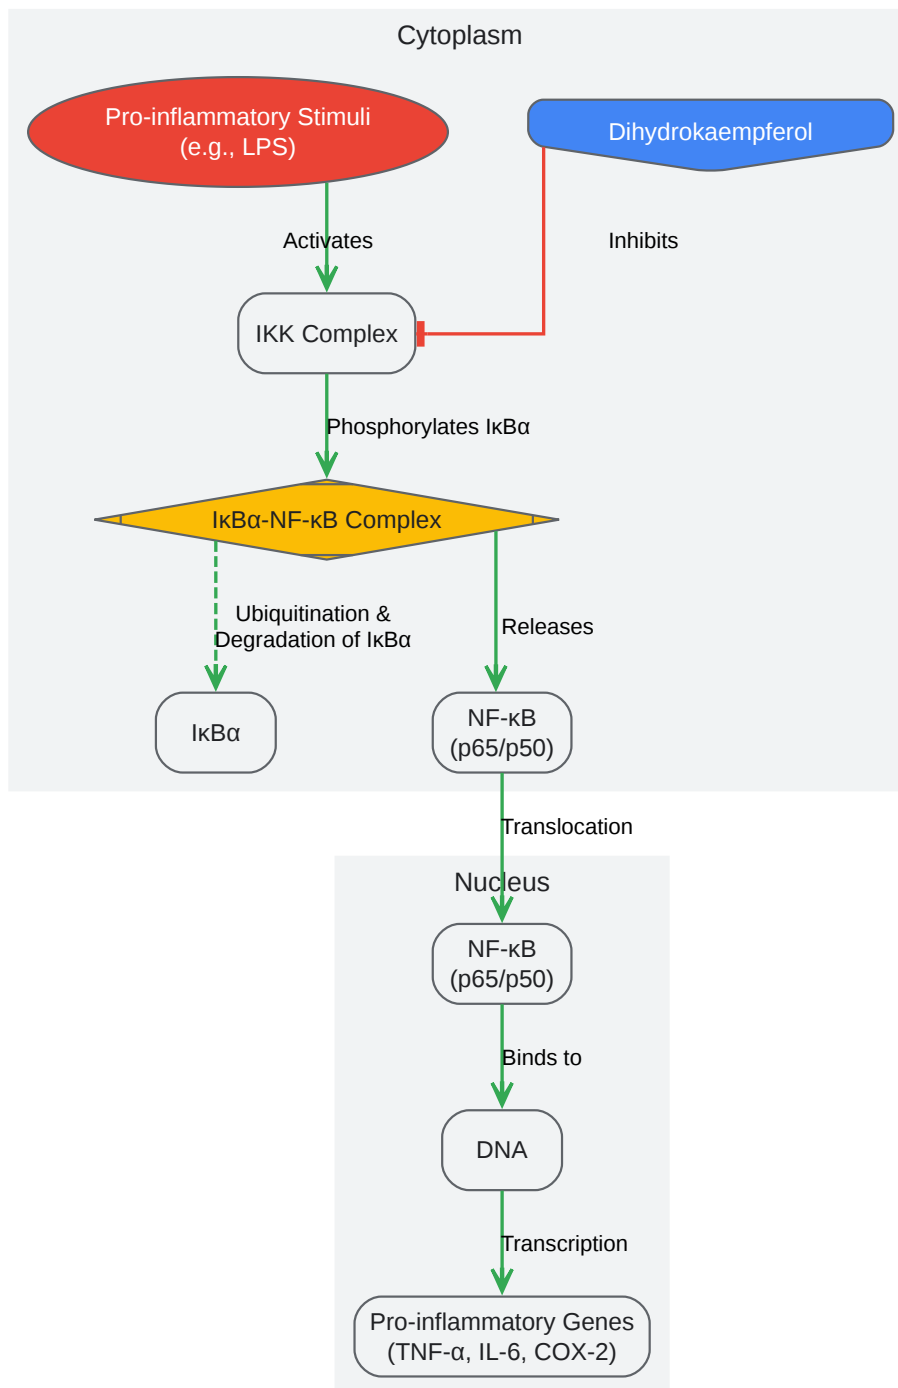 Cytoplasm
Pro-inflammatory Stimuli
(e.g., LPS)
Dihydrokaempferol
Activates
Inhibits
IKK Complex
Phosphorylates IκBα
IκBα-NF-κB Complex
Ubiquitination &
Degradation of IκBα
Releases
IκBα
NF-κB
(p65/p50)
Translocation
Nucleus
NF-κB
(p65/p50)
Binds to
DNA
Transcription
Pro-inflammatory Genes
(TNF-α, IL-6, COX-2)